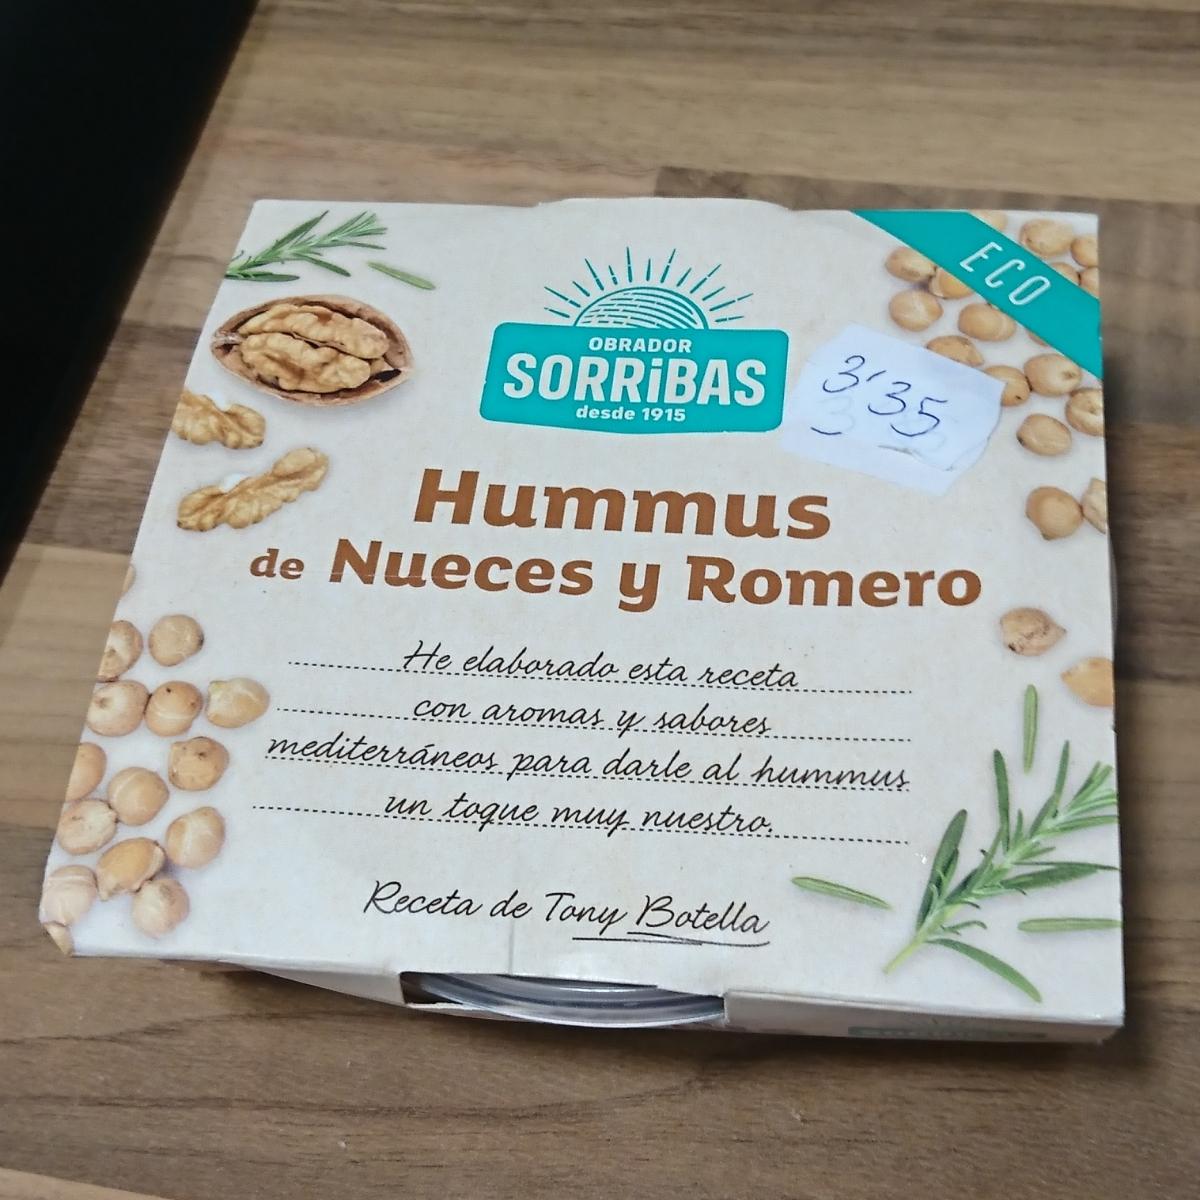 ECO
OBRADOR
SORRiBAS
desde 1915
3'35
Hummus
de Nueces y Romero
He elaborado esta receta
con aromas y sabores
mediterráneos para darle al hummus
un toque muy nuestro.
Receta de Tony Botella